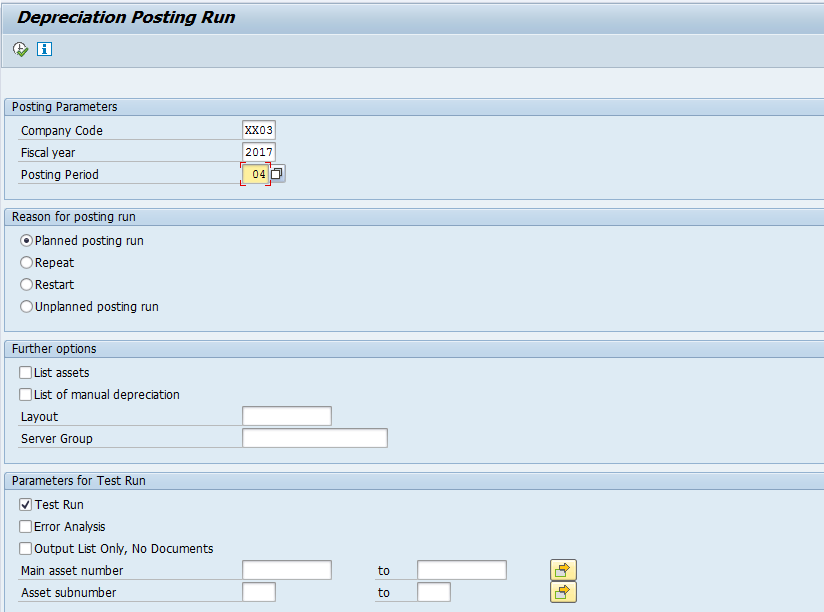 Depreciation Posting Run
Posting Parameters
Company Code XX03
Fiscal year 2017
Posting Period 04
Reason for posting run
Planned posting run
Repeat
Restart
Unplanned posting run
Further options
List assets
List of manual depreciation
Layout
Server Group
Parameters for Test Run
Test Run
Error Analysis
Output List Only, No Documents
Main asset number to
Asset subnumber to